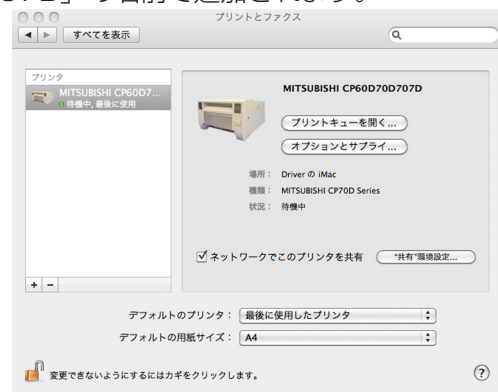 プリントとファクス
すべてを表示
プリンタ
MITSUBISHI CP60D7...
待機中, 最後に使用
MITSUBISHI CP60D70D707D
プリントキューを開く...
オプションとサプライ...
場所： Driver の iMac
種類： MITSUBISHI CP70D Series
状況： 待機中
ネットワークでこのプリンタを共有
"共有"環境設定...
+ −
デフォルトのプリンタ： 最後に使用したプリンタ
デフォルトの用紙サイズ： A4
変更できないようにするにはカギをクリックします。
?